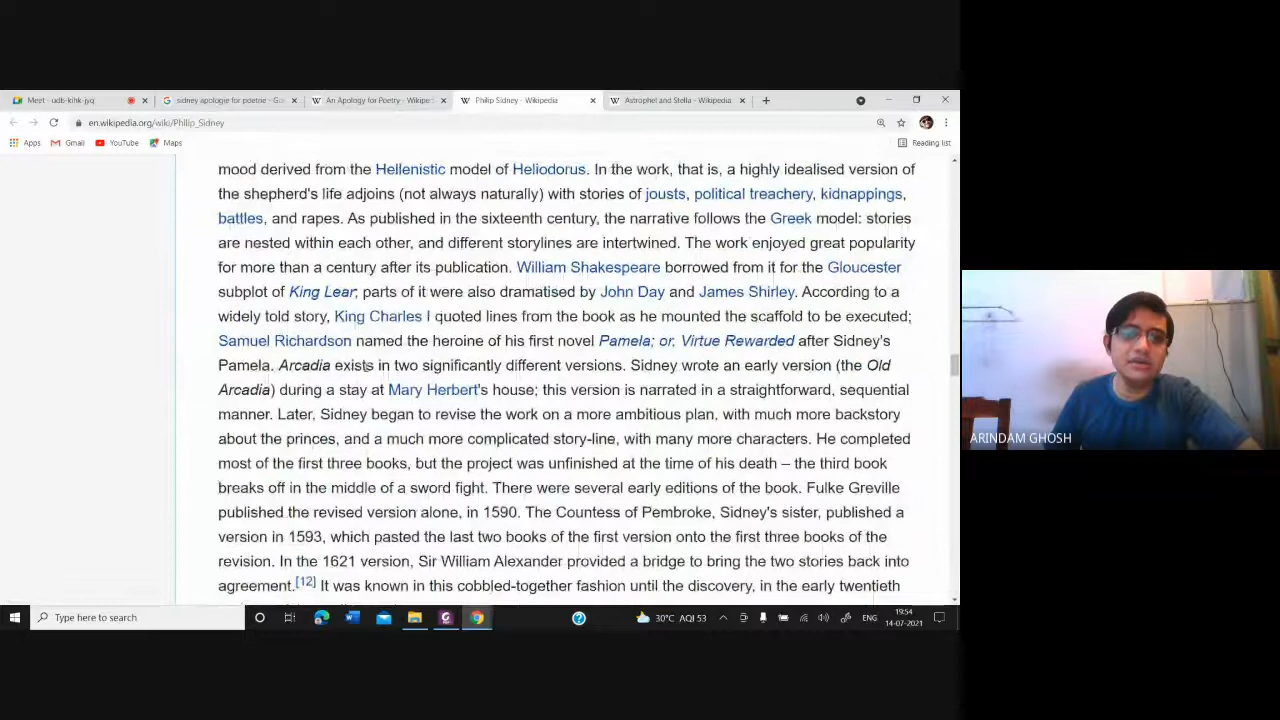 Meet - udb-kihk-jyq
sidney apologie for poetrie - Go
An Apology for Poetry - Wikipe
Philip Sidney - Wikipedia
Astrophel and Stella - Wikipedia
en.wikipedia.org/wiki/Philip_Sidney
Apps Gmail YouTube Maps Reading list
mood derived from the Hellenistic model of Heliodorus. In the work, that is, a highly idealised version of
the shepherd's life adjoins (not always naturally) with stories of jousts, political treachery, kidnappings,
battles, and rapes. As published in the sixteenth century, the narrative follows the Greek model: stories
are nested within each other, and different storylines are intertwined. The work enjoyed great popularity
for more than a century after its publication. William Shakespeare borrowed from it for the Gloucester
subplot of King Lear; parts of it were also dramatised by John Day and James Shirley. According to a
widely told story, King Charles I quoted lines from the book as he mounted the scaffold to be executed;
Samuel Richardson named the heroine of his first novel Pamela; or, Virtue Rewarded after Sidney's
Pamela. Arcadia exists in two significantly different versions. Sidney wrote an early version (the Old
Arcadia) during a stay at Mary Herbert's house; this version is narrated in a straightforward, sequential
manner. Later, Sidney began to revise the work on a more ambitious plan, with much more backstory
about the princes, and a much more complicated story-line, with many more characters. He completed
most of the first three books, but the project was unfinished at the time of his death – the third book
breaks off in the middle of a sword fight. There were several early editions of the book. Fulke Greville
published the revised version alone, in 1590. The Countess of Pembroke, Sidney's sister, published a
version in 1593, which pasted the last two books of the first version onto the first three books of the
revision. In the 1621 version, Sir William Alexander provided a bridge to bring the two stories back into
agreement.[12] It was known in this cobbled-together fashion until the discovery, in the early twentieth
ARINDAM GHOSH
Type here to search
30°C AQI 53
ENG
19:54
14-07-2021